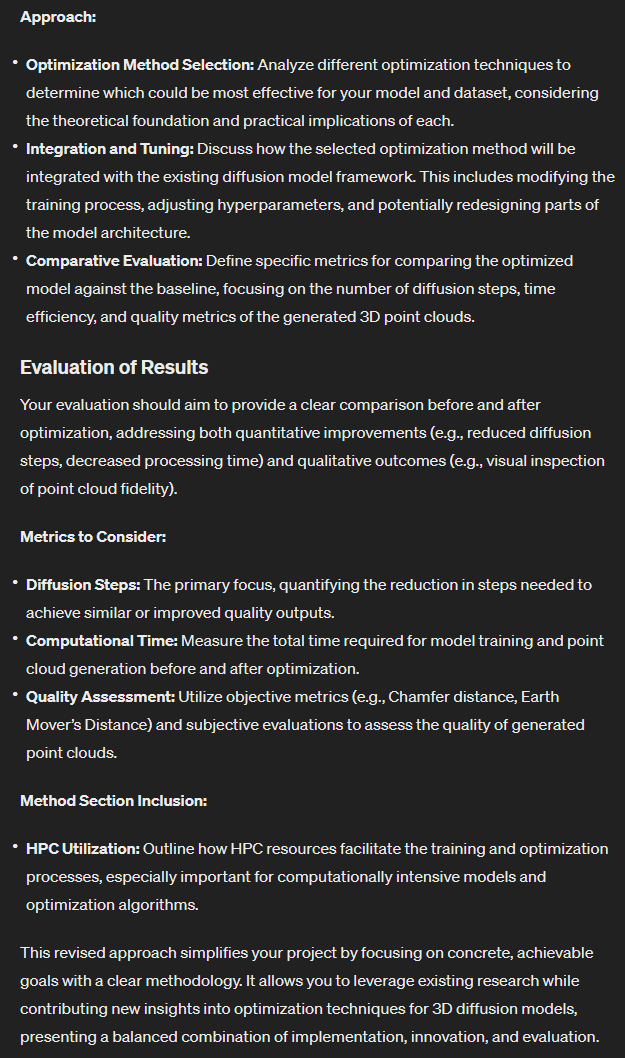 Approach:
• Optimization Method Selection: Analyze different optimization techniques to
determine which could be most effective for your model and dataset, considering
the theoretical foundation and practical implications of each.
• Integration and Tuning: Discuss how the selected optimization method will be
integrated with the existing diffusion model framework. This includes modifying the
training process, adjusting hyperparameters, and potentially redesigning parts of
the model architecture.
• Comparative Evaluation: Define specific metrics for comparing the optimized
model against the baseline, focusing on the number of diffusion steps, time
efficiency, and quality metrics of the generated 3D point clouds.
Evaluation of Results
Your evaluation should aim to provide a clear comparison before and after
optimization, addressing both quantitative improvements (e.g., reduced diffusion
steps, decreased processing time) and qualitative outcomes (e.g., visual inspection
of point cloud fidelity).
Metrics to Consider:
• Diffusion Steps: The primary focus, quantifying the reduction in steps needed to
achieve similar or improved quality outputs.
• Computational Time: Measure the total time required for model training and point
cloud generation before and after optimization.
• Quality Assessment: Utilize objective metrics (e.g., Chamfer distance, Earth
Mover’s Distance) and subjective evaluations to assess the quality of generated
point clouds.
Method Section Inclusion:
• HPC Utilization: Outline how HPC resources facilitate the training and optimization
processes, especially important for computationally intensive models and
optimization algorithms.
This revised approach simplifies your project by focusing on concrete, achievable
goals with a clear methodology. It allows you to leverage existing research while
contributing new insights into optimization techniques for 3D diffusion models,
presenting a balanced combination of implementation, innovation, and evaluation.